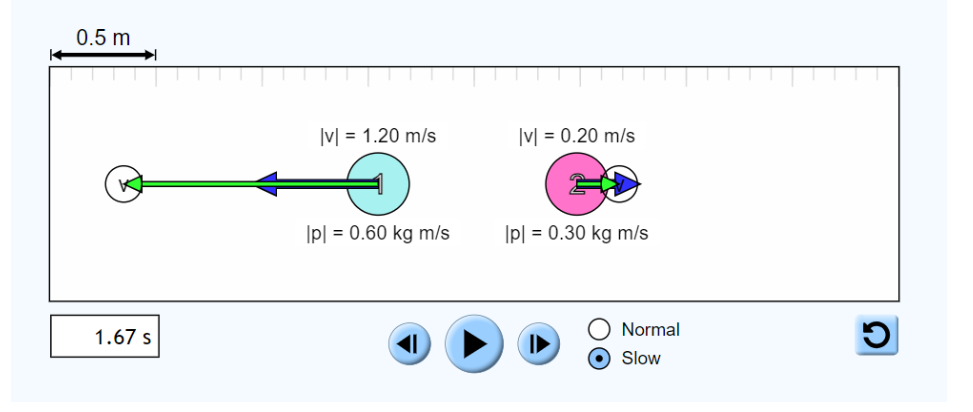 0.5 m
|v| = 1.20 m/s
|v| = 0.20 m/s
1
2
v
|p| = 0.60 kg m/s
|p| = 0.30 kg m/s
1.67 s
Normal
Slow